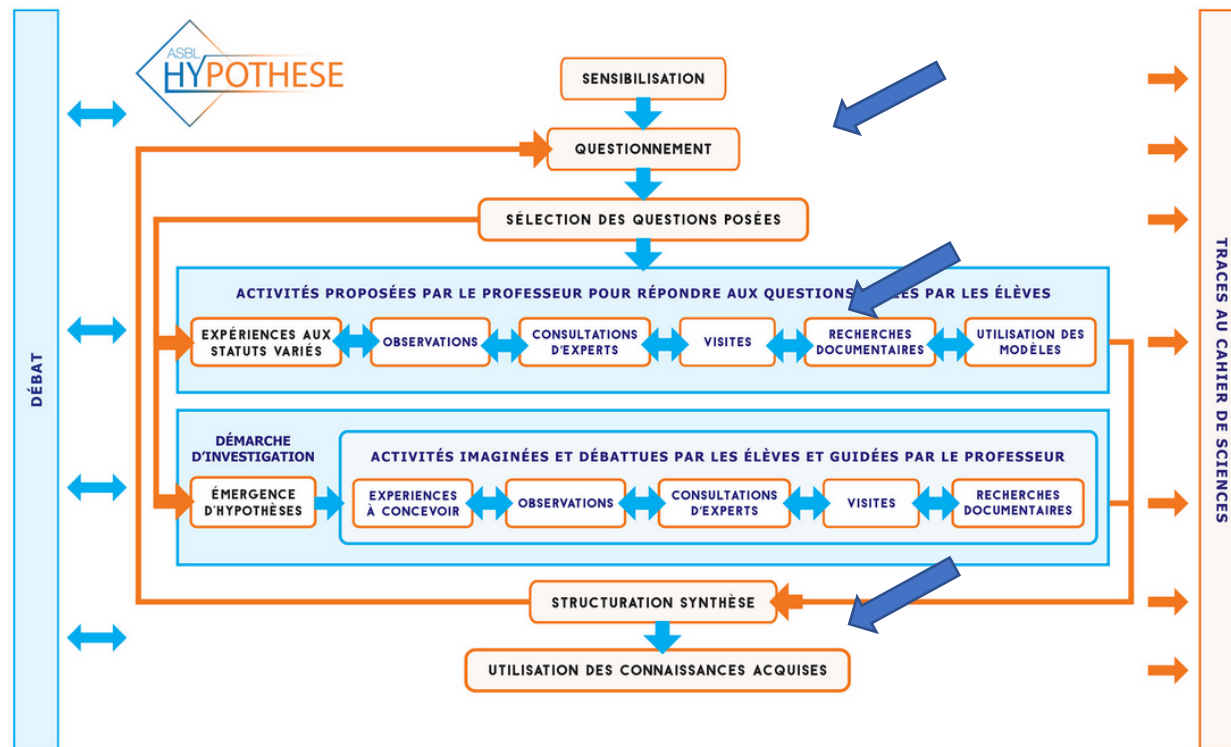 ASBL
HYPOTHESE
SENSIBILISATION
QUESTIONNEMENT
SÉLECTION DES QUESTIONS POSÉES
ACTIVITÉS PROPOSÉES PAR LE PROFESSEUR POUR RÉPONDRE AUX QUESTIONS PAR LES ÉLÈVES
EXPÉRIENCES AUX
STATUTS VARIÉS
OBSERVATIONS
CONSULTATIONS
D'EXPERTS
VISITES
RECHERCHES
DOCUMENTAIRES
UTILISATION DES
MODÈLES
DÉMARCHE
D'INVESTIGATION
ACTIVITÉS IMAGINÉES ET DÉBATTUES PAR LES ÉLÈVES ET GUIDÉES PAR LE PROFESSEUR
ÉMERGENCE
D'HYPOTHÈSES
EXPERIENCES
À CONCEVOIR
OBSERVATIONS
CONSULTATIONS
D'EXPERTS
VISITES
RECHERCHES
DOCUMENTAIRES
STRUCTURATION SYNTHÈSE
UTILISATION DES CONNAISSANCES ACQUISES
DÉBAT
TRACES AU CAHIER DE SCIENCES